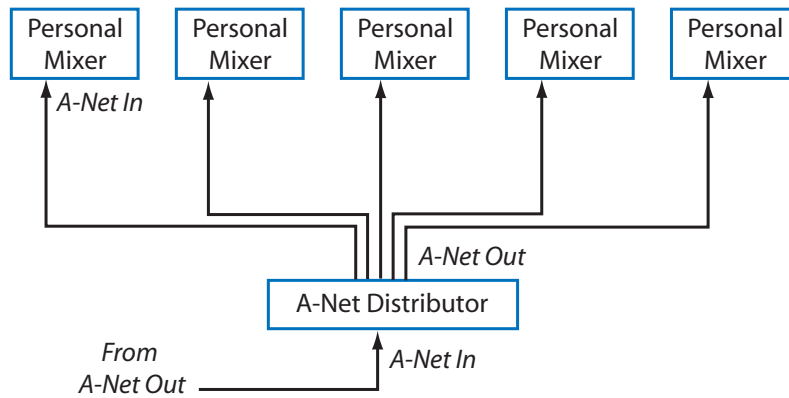 Personal
Mixer
Personal
Mixer
Personal
Mixer
Personal
Mixer
Personal
Mixer
A-Net In
A-Net Out
A-Net Distributor
From
A-Net Out
A-Net In